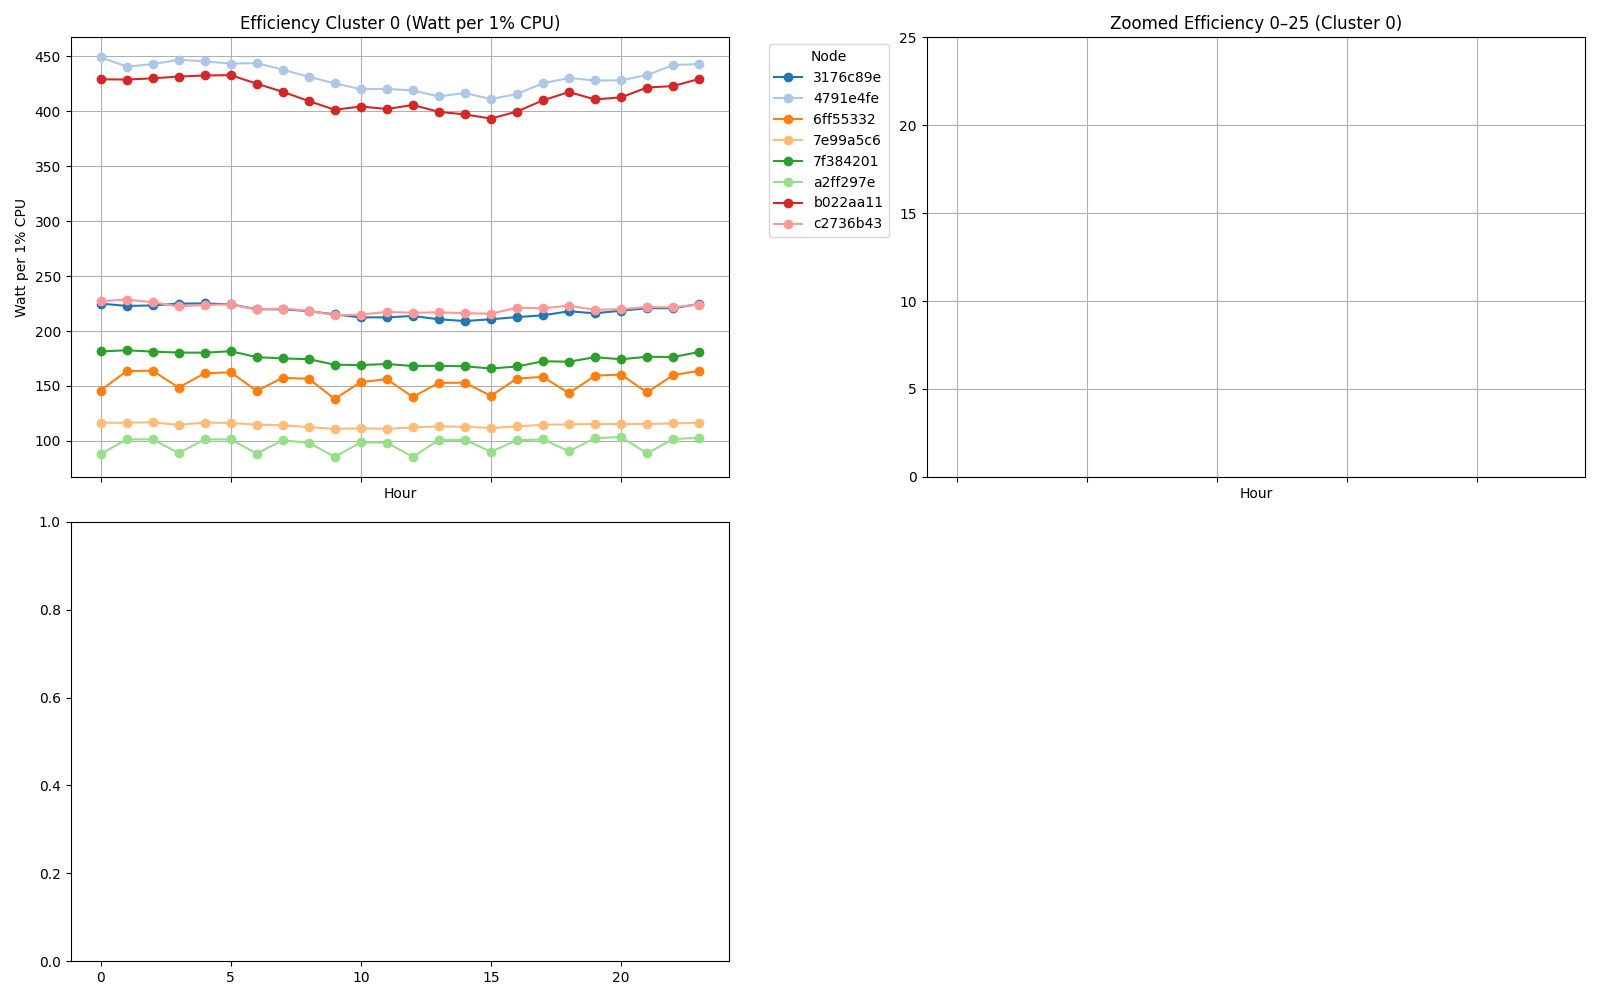 Efficiency Cluster 0 (Watt per 1% CPU)
450
400
350
300
250
200
150
100
Watt per 1% CPU
Hour
Node
3176c89e
4791e4fe
6ff55332
7e99a5c6
7f384201
a2ff297e
b022aa11
c2736b43
Zoomed Efficiency 0–25 (Cluster 0)
25
20
15
10
5
0
Hour
1.0
0.8
0.6
0.4
0.2
0.0
0 5 10 15 20